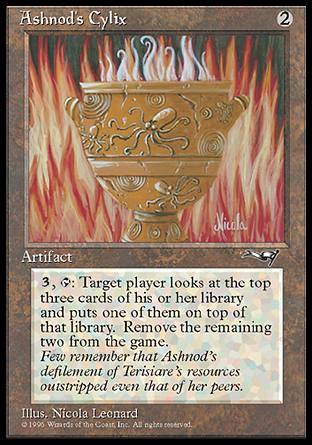 Ashnod's Cylix 2
Nicola
Artifact
3, T: Target player looks at the top
three cards of his or her library
and puts one of them on top of
that library. Remove the remaining
two from the game.
Few remember that Ashnod's
defilement of Terisiare's resources
outstripped even that of her peers.
Illus. Nicola Leonard
© 1996 Wizards of the Coast, Inc. All rights reserved.